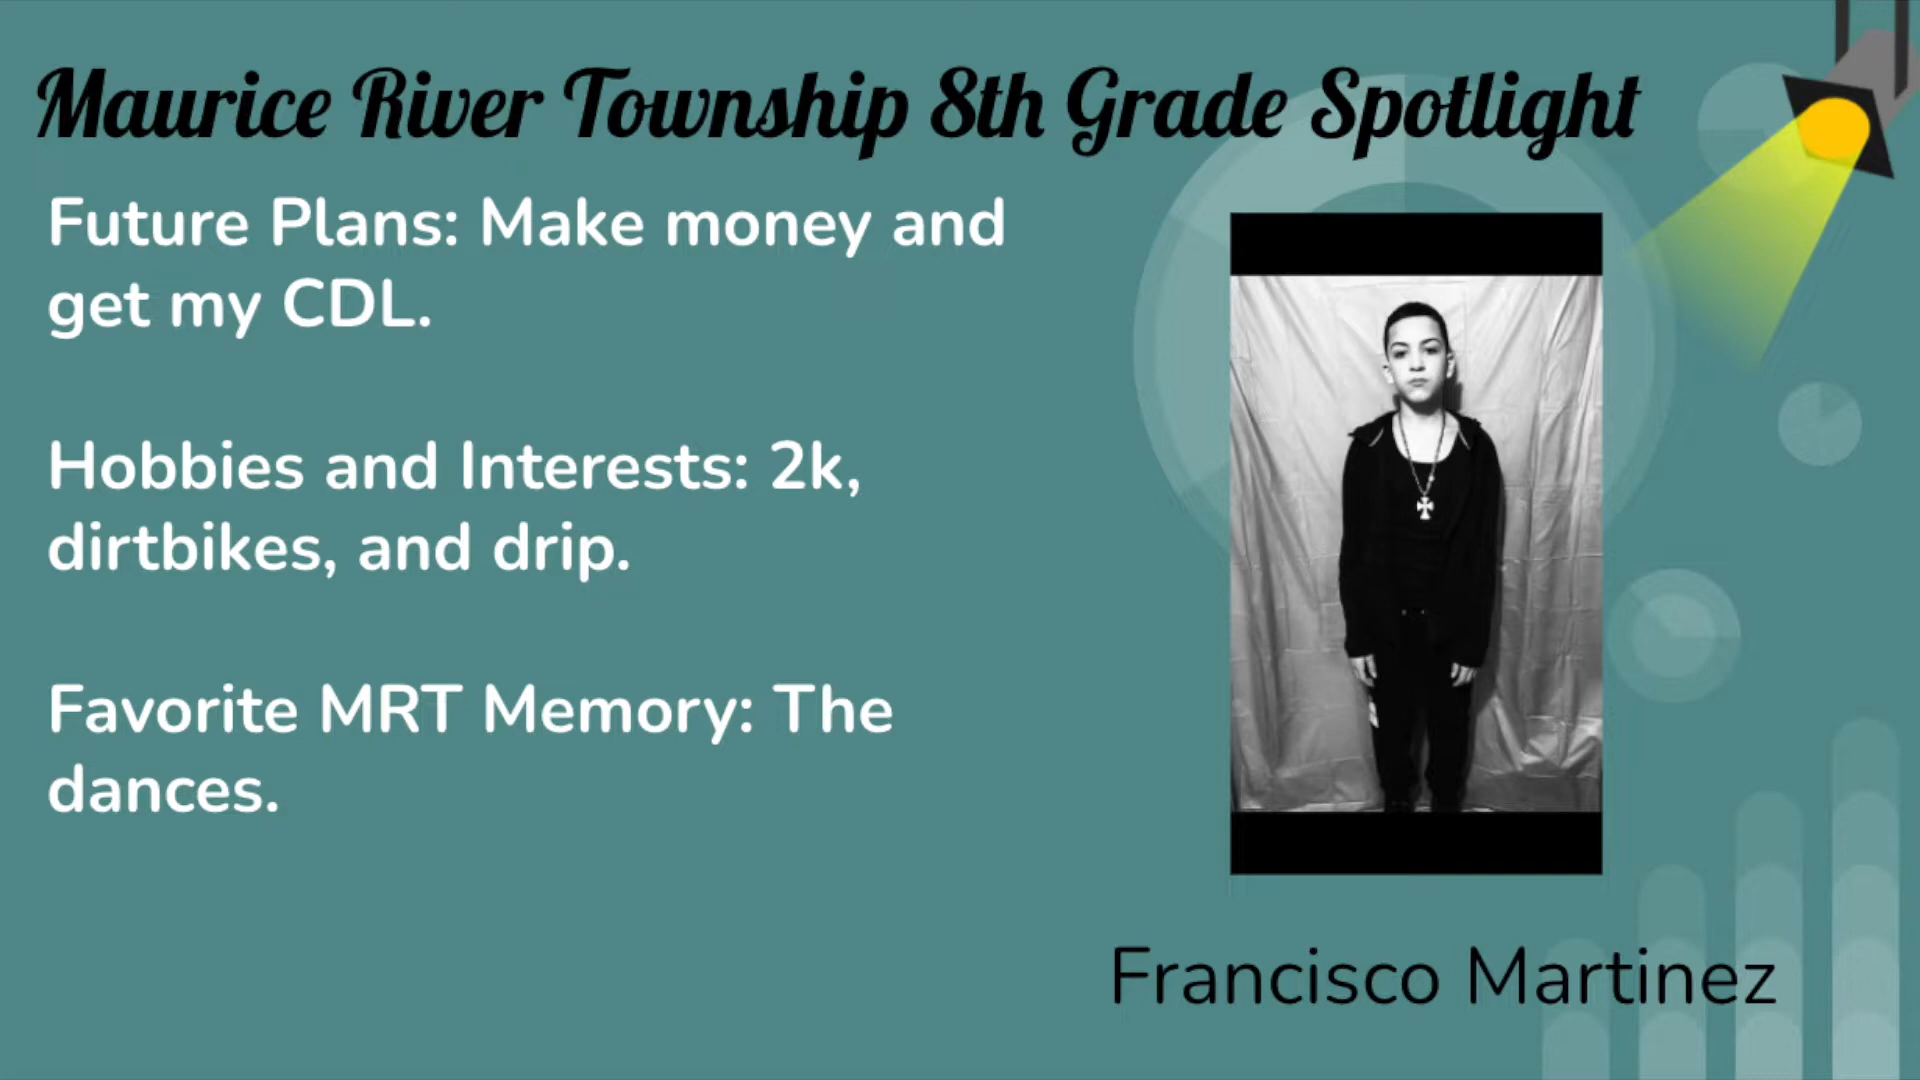 Maurice River Township 8th Grade Spotlight
Future Plans: Make money and
get my CDL.
Hobbies and Interests: 2k,
dirtbikes, and drip.
Favorite MRT Memory: The
dances.
Francisco Martinez